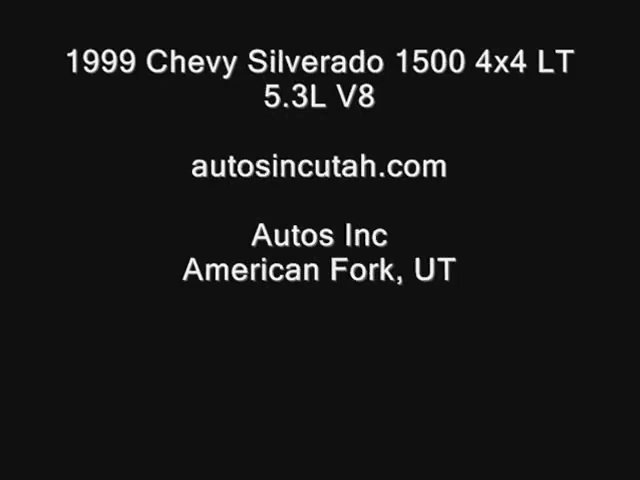 1999 Chevy Silverado 1500 4x4 LT
5.3L V8
autosincutah.com
Autos Inc
American Fork, UT